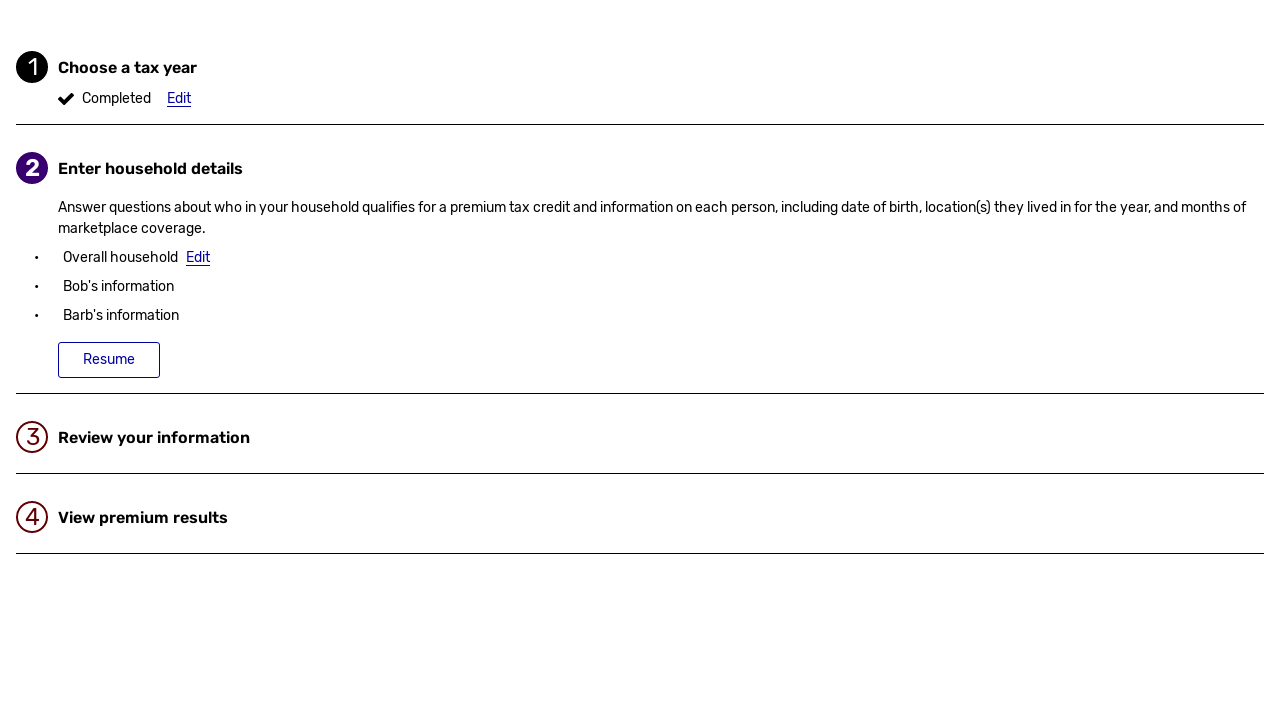 1 Choose a tax year
Completed Edit
2 Enter household details
Answer questions about who in your household qualifies for a premium tax credit and information on each person, including date of birth, location(s) they lived in for the year, and months of
marketplace coverage.
• Overall household Edit
• Bob's information
• Barb's information
Resume
3 Review your information
4 View premium results